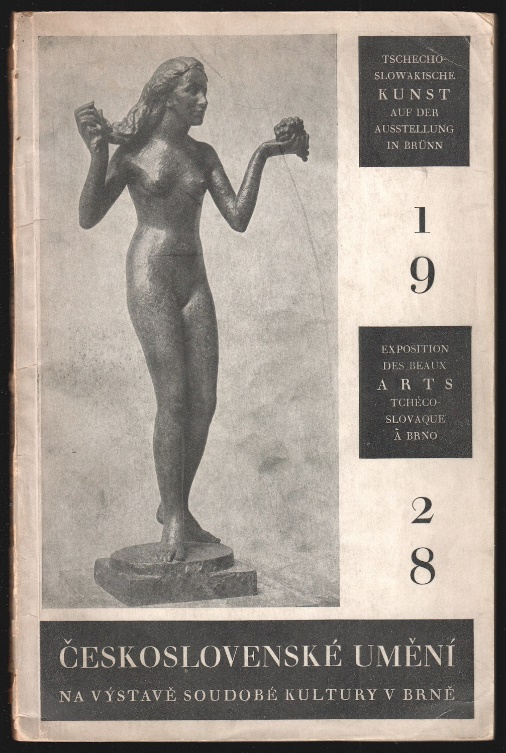 TSCHECHO-
SLOWAKISCHE
KUNST
AUF DER
AUSSTELLUNG
IN BRÜNN
1
9
EXPOSITION
DES BEAUX
ARTS
TCHÉCO-
SLOVAQUE
À BRNO
2
8
ČESKOSLOVENSKÉ UMĚNÍ
NA VÝSTAVĚ SOUDOBÉ KULTURY V BRNĚ